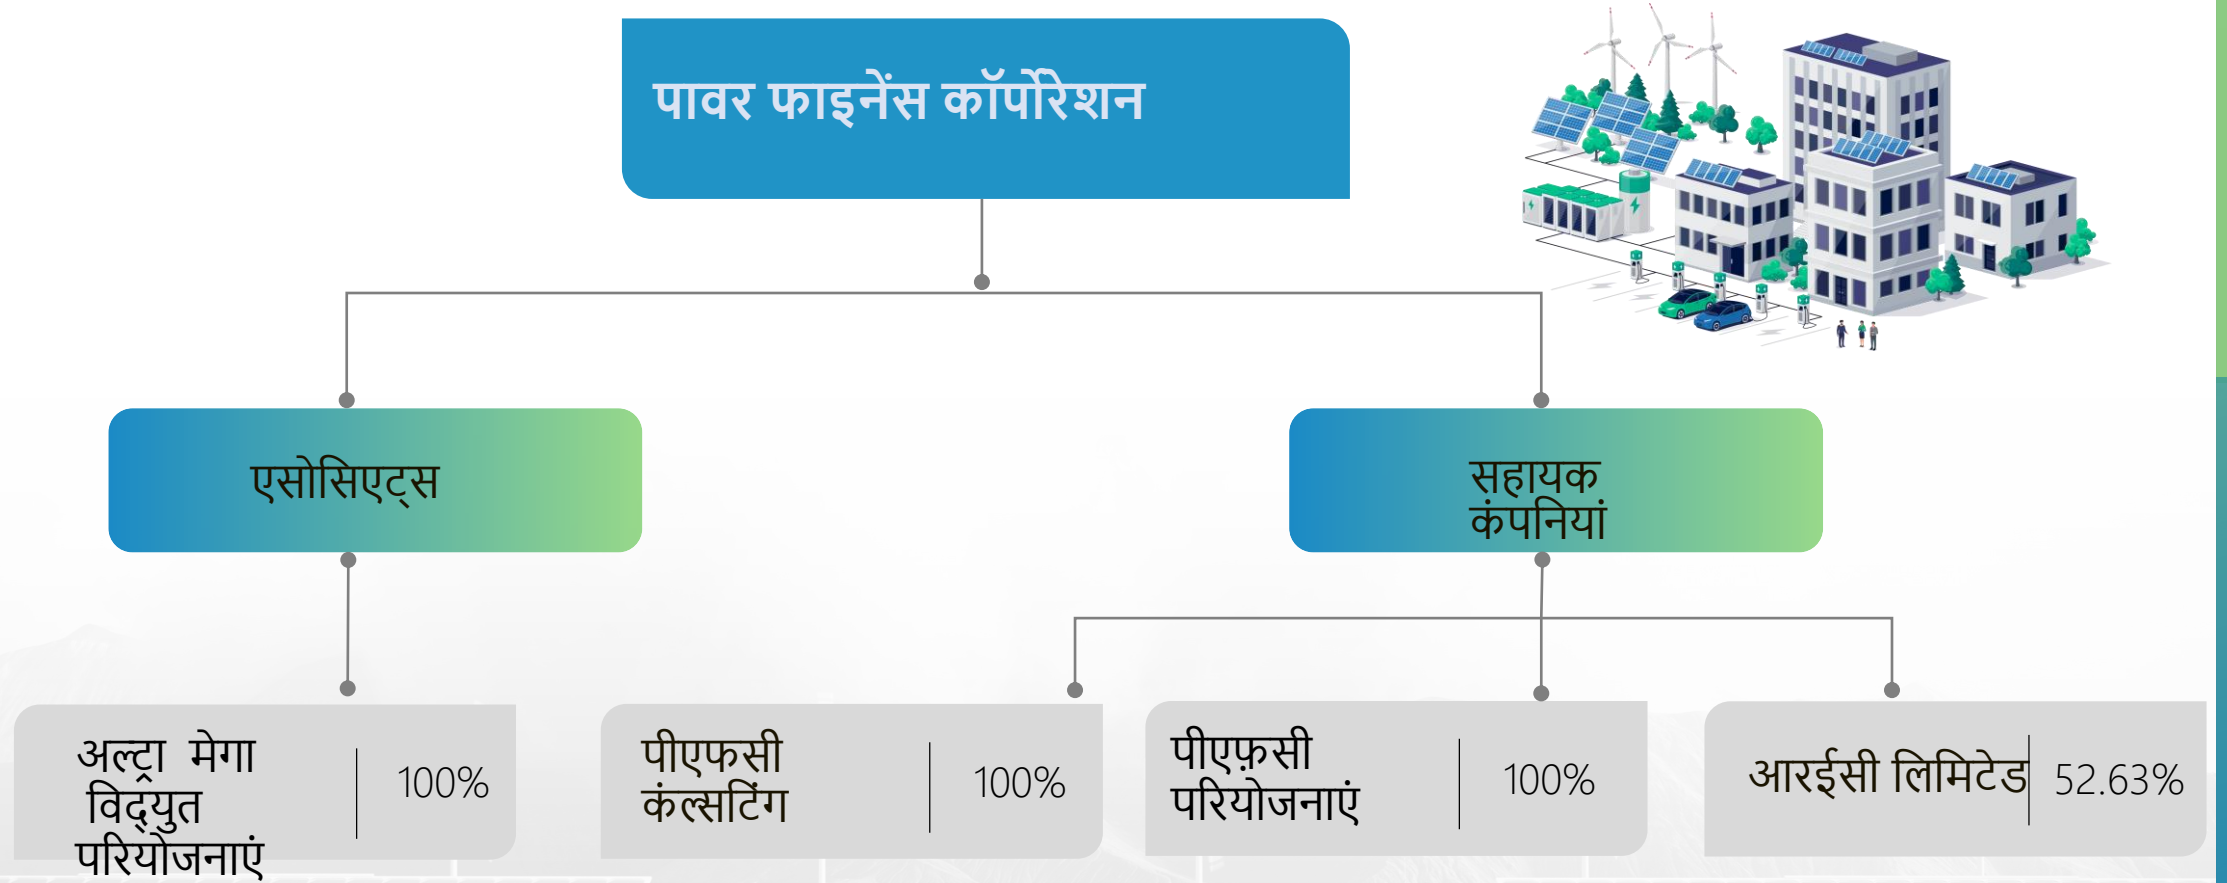 पावर फाइनेंस कॉर्पोरेशन
एसोसिएट्स
सहायक
कंपनियां
अल्ट्रा मेगा
विद्युत
परियोजनाएं
100%
पीएफसी
कंल्सटिंग
100%
पीएफ़सी
परियोजनाएं
100%
आरईसी लिमिटेड
52.63%